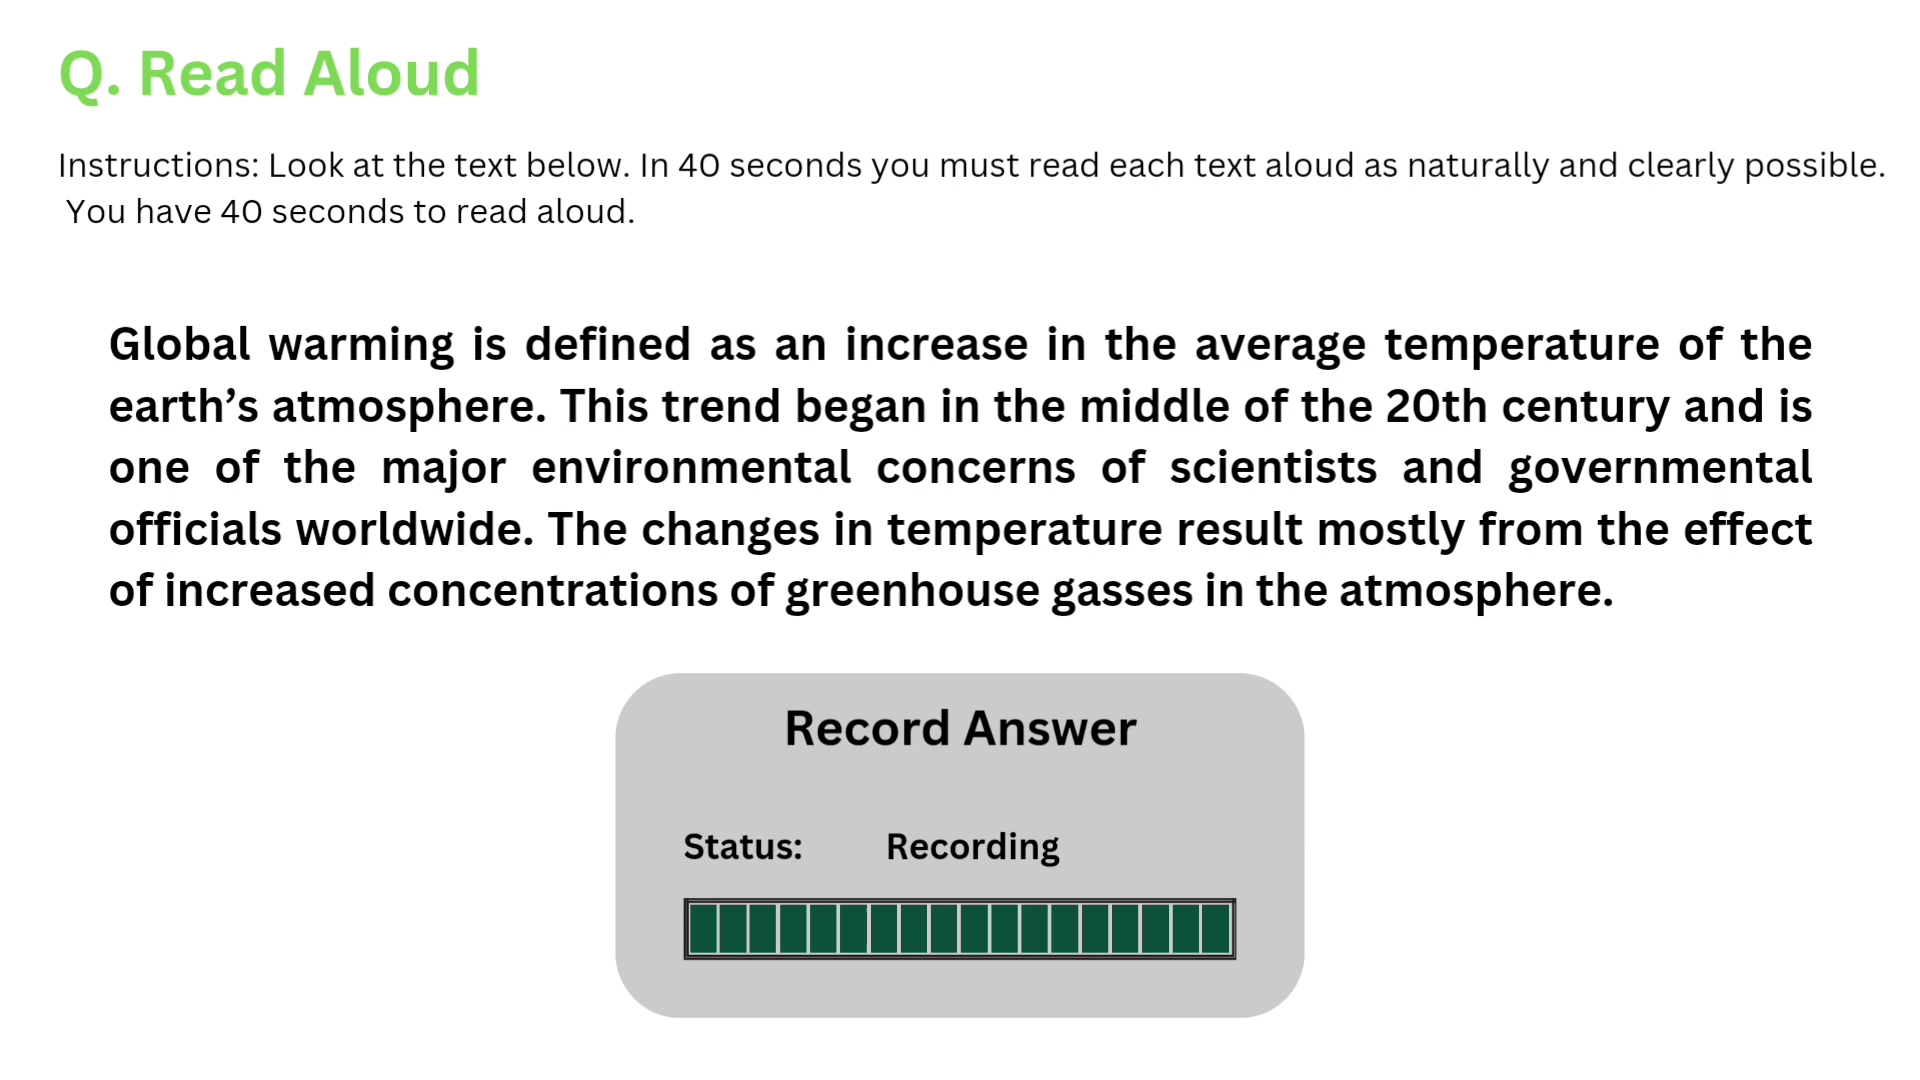 Q. Read Aloud
Instructions: Look at the text below. In 40 seconds you must read each text aloud as naturally and clearly possible.
You have 40 seconds to read aloud.
Global warming is defined as an increase in the average temperature of the
earth’s atmosphere. This trend began in the middle of the 20th century and is
one of the major environmental concerns of scientists and governmental
officials worldwide. The changes in temperature result mostly from the effect
of increased concentrations of greenhouse gasses in the atmosphere.
Record Answer
Status: Recording